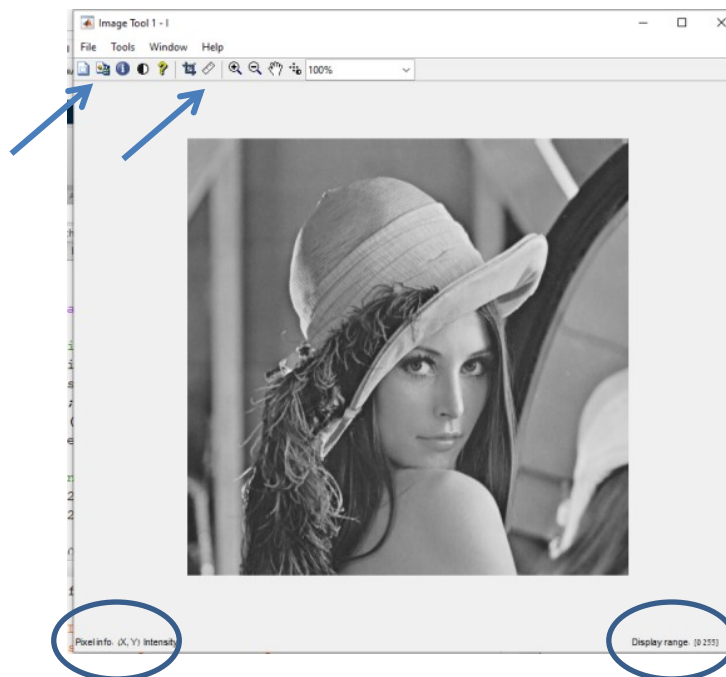 Image Tool 1 - I
File Tools Window Help
100%
Pixel info: (X, Y) Intensity
Display range: [0 255]